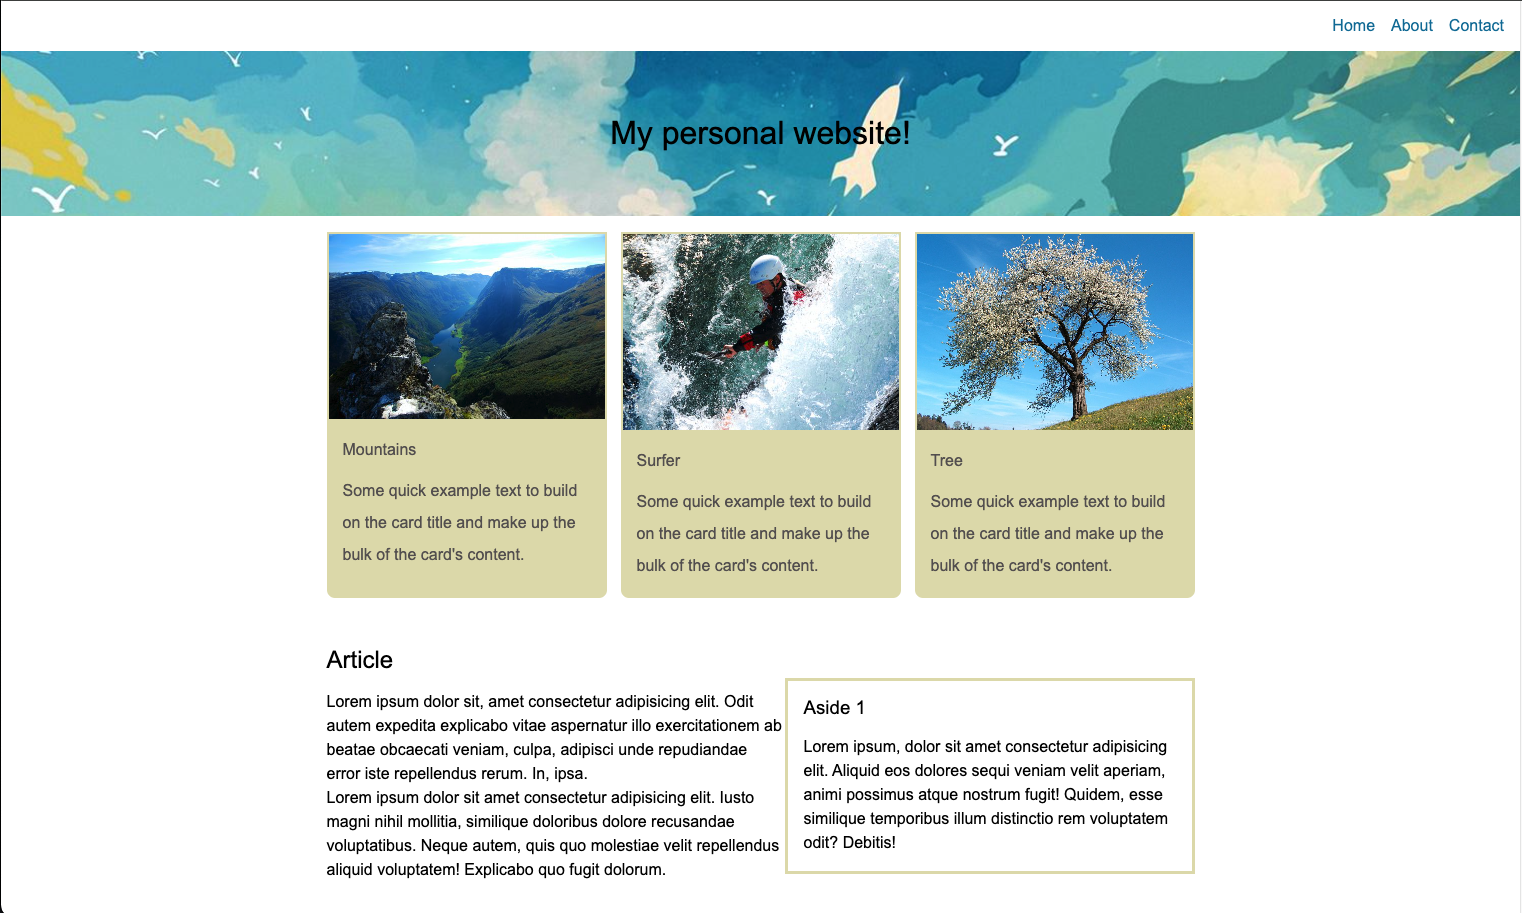 Home About Contact
My personal website!
Mountains
Some quick example text to build
on the card title and make up the
bulk of the card's content.
Surfer
Some quick example text to build
on the card title and make up the
bulk of the card's content.
Tree
Some quick example text to build
on the card title and make up the
bulk of the card's content.
Article
Lorem ipsum dolor sit, amet consectetur adipisicing elit. Odit
autem expedita explicabo vitae aspernatur illo exercitationem ab
beatae obcaecati veniam, culpa, adipisci unde repudiandae
error iste repellendus rerum. In, ipsa.
Lorem ipsum dolor sit amet consectetur adipisicing elit. Iusto
magni nihil mollitia, similique doloribus dolore recusandae
voluptatibus. Neque autem, quis quo molestiae velit repellendus
aliquid voluptatem! Explicabo quo fugit dolorum.
Aside 1
Lorem ipsum, dolor sit amet consectetur adipisicing
elit. Aliquid eos dolores sequi veniam velit aperiam,
animi possimus atque nostrum fugit! Quidem, esse
similique temporibus illum distinctio rem voluptatem
odit? Debitis!